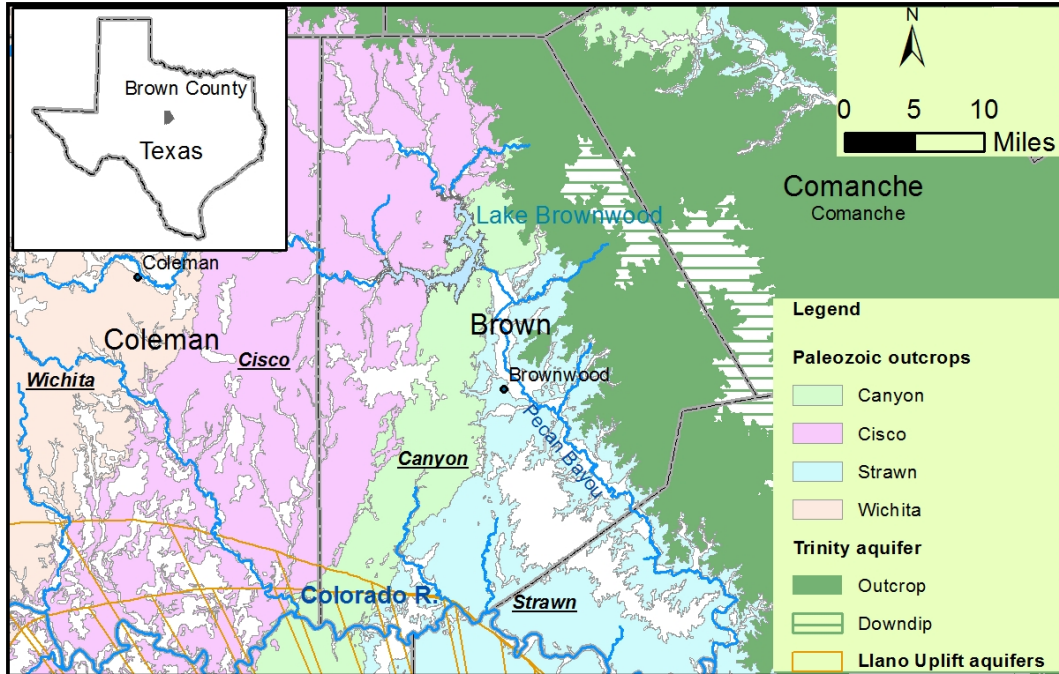 Brown County
Texas
N
0 5 10
Miles
Comanche
Comanche
Lake Brownwood
Coleman
Coleman
Brown
Cisco
Wichita
Brownwood
Pecan Bayou
Canyon
Colorado R.
Strawn
Legend
Paleozoic outcrops
Canyon
Cisco
Strawn
Wichita
Trinity aquifer
Outcrop
Downdip
Llano Uplift aquifers